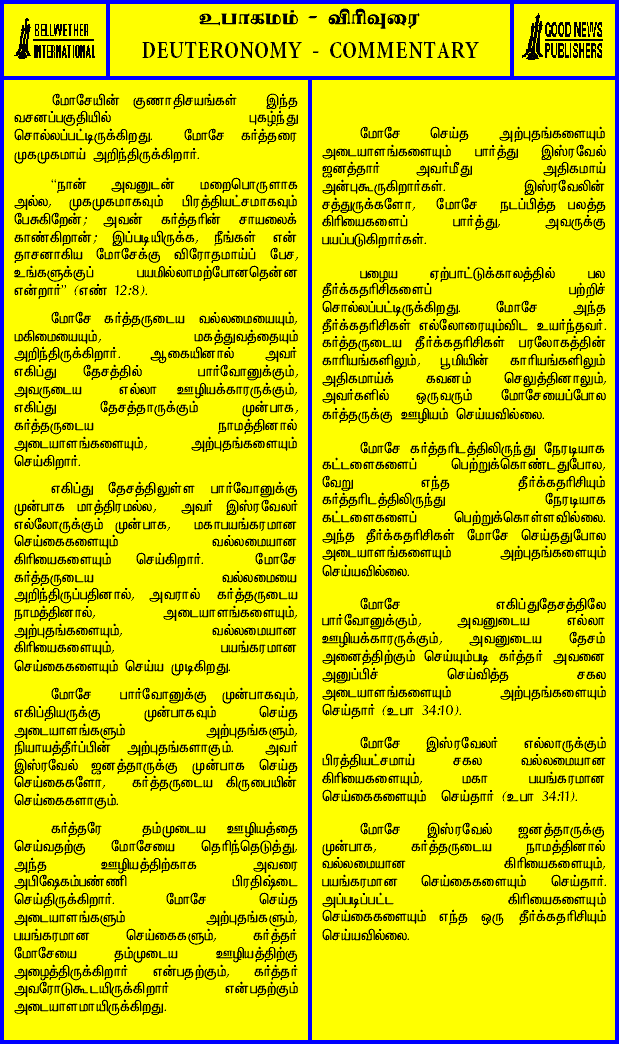 BELLWETHER
INTERNATIONAL
உபாகமம் - விரிவுரை
DEUTERONOMY - COMMENTARY
GOOD NEWS
PUBLISHERS
மோசேயின் குணாதிசயங்கள் இந்த
வசனப்பகுதியில் புகழ்ந்து
சொல்லப்பட்டிருக்கிறது. மோசே கர்த்தரை
முகமுகமாய் அறிந்திருக்கிறார்.
"நான் அவனுடன் மறைபொருளாக
அல்ல, முகமுகமாகவும் பிரத்தியட்சமாகவும்
பேசுகிறேன்; அவன் கர்த்தரின் சாயலைக்
காண்கிறான்; இப்படியிருக்க, நீங்கள் என்
தாசனாகிய மோசேக்கு விரோதமாய்ப் பேச,
உங்களுக்குப் பயமில்லாமற்போனதென்ன
என்றார்" (எண் 12:8).
மோசே கர்த்தருடைய வல்லமையையும்,
மகிமையையும், மகத்துவத்தையும்
அறிந்திருக்கிறார். ஆகையினால் அவர்
எகிப்து தேசத்தில் பார்வோனுக்கும்,
அவருடைய எல்லா ஊழியக்காரருக்கும்,
எகிப்து தேசத்தாருக்கும் முன்பாக,
கர்த்தருடைய நாமத்தினால்
அடையாளங்களையும், அற்புதங்களையும்
செய்கிறார்.
எகிப்து தேசத்திலுள்ள பார்வோனுக்கு
முன்பாக மாத்திரமல்ல, அவர் இஸ்ரவேலர்
எல்லோருக்கும் முன்பாக, மகாபயங்கரமான
செய்கைகளையும் வல்லமையான
கிரியைகளையும் செய்கிறார். மோசே
கர்த்தருடைய வல்லமையை
அறிந்திருப்பதினால், அவரால் கர்த்தருடைய
நாமத்தினால், அடையாளங்களையும்,
அற்புதங்களையும், வல்லமையான
கிரியைகளையும், பயங்கரமான
செய்கைகளையும் செய்ய முடிகிறது.
மோசே பார்வோனுக்கு முன்பாகவும்,
எகிப்தியருக்கு முன்பாகவும் செய்த
அடையாளங்களும் அற்புதங்களும்,
நியாயத்தீர்ப்பின் அற்புதங்களாகும். அவர்
இஸ்ரவேல் ஜனத்தாருக்கு முன்பாக செய்த
செய்கைகளோ, கர்த்தருடைய கிருபையின்
செய்கைகளாகும்.
கர்த்தரே தம்முடைய ஊழியத்தை
செய்வதற்கு மோசேயை தெரிந்தெடுத்து,
அந்த ஊழியத்திற்காக அவரை
அபிஷேகம்பண்ணி பிரதிஷ்டை
செய்திருக்கிறார். மோசே செய்த
அடையாளங்களும் அற்புதங்களும்,
பயங்கரமான செய்கைகளும், கர்த்தர்
மோசேயை தம்முடைய ஊழியத்திற்கு
அழைத்திருக்கிறார் என்பதற்கும், கர்த்தர்
அவரோடுகூடயிருக்கிறார் என்பதற்கும்
அடையாளமாயிருக்கிறது.
மோசே செய்த அற்புதங்களையும்
அடையாளங்களையும் பார்த்து இஸ்ரவேல்
ஜனத்தார் அவர்மீது அதிகமாய்
அன்புகூருகிறார்கள். இஸ்ரவேலின்
சத்துருக்களோ, மோசே நடப்பித்த பலத்த
கிரியைகளைப் பார்த்து, அவருக்கு
பயப்படுகிறார்கள்.
பழைய ஏற்பாட்டுக்காலத்தில் பல
தீர்க்கதரிசிகளைப் பற்றிச்
சொல்லப்பட்டிருக்கிறது. மோசே அந்த
தீர்க்கதரிசிகள் எல்லோரையும்விட உயர்ந்தவர்.
கர்த்தருடைய தீர்க்கதரிசிகள் பரலோகத்தின்
காரியங்களிலும், பூமியின் காரியங்களிலும்
அதிகமாய்க் கவனம் செலுத்தினாலும்,
அவர்களில் ஒருவரும் மோசேயைப்போல
கர்த்தருக்கு ஊழியம் செய்யவில்லை.
மோசே கர்த்தரிடத்திலிருந்து நேரடியாக
கட்டளைகளைப் பெற்றுக்கொண்டதுபோல,
வேறு எந்த தீர்க்கதரிசியும்
கர்த்தரிடத்திலிருந்து நேரடியாக
கட்டளைகளைப் பெற்றுக்கொள்ளவில்லை.
அந்த தீர்க்கதரிசிகள் மோசே செய்ததுபோல
அடையாளங்களையும் அற்புதங்களையும்
செய்யவில்லை.
மோசே எகிப்துதேசத்திலே
பார்வோனுக்கும், அவனுடைய எல்லா
ஊழியக்காரருக்கும், அவனுடைய தேசம்
அனைத்திற்கும் செய்யும்படி கர்த்தர் அவனை
அனுப்பிச் செய்வித்த சகல
அடையாளங்களையும் அற்புதங்களையும்
செய்தார் (உபா 34:10).
மோசே இஸ்ரவேலர் எல்லாருக்கும்
பிரத்தியட்சமாய் சகல வல்லமையான
கிரியைகளையும், மகா பயங்கரமான
செய்கைகளையும் செய்தார் (உபா 34:11).
மோசே இஸ்ரவேல் ஜனத்தாருக்கு
முன்பாக, கர்த்தருடைய நாமத்தினால்
வல்லமையான கிரியைகளையும்,
பயங்கரமான செய்கைகளையும் செய்தார்.
அப்படிப்பட்ட கிரியைகளையும்
செய்கைகளையும் எந்த ஒரு தீர்க்கதரிசியும்
செய்யவில்லை.